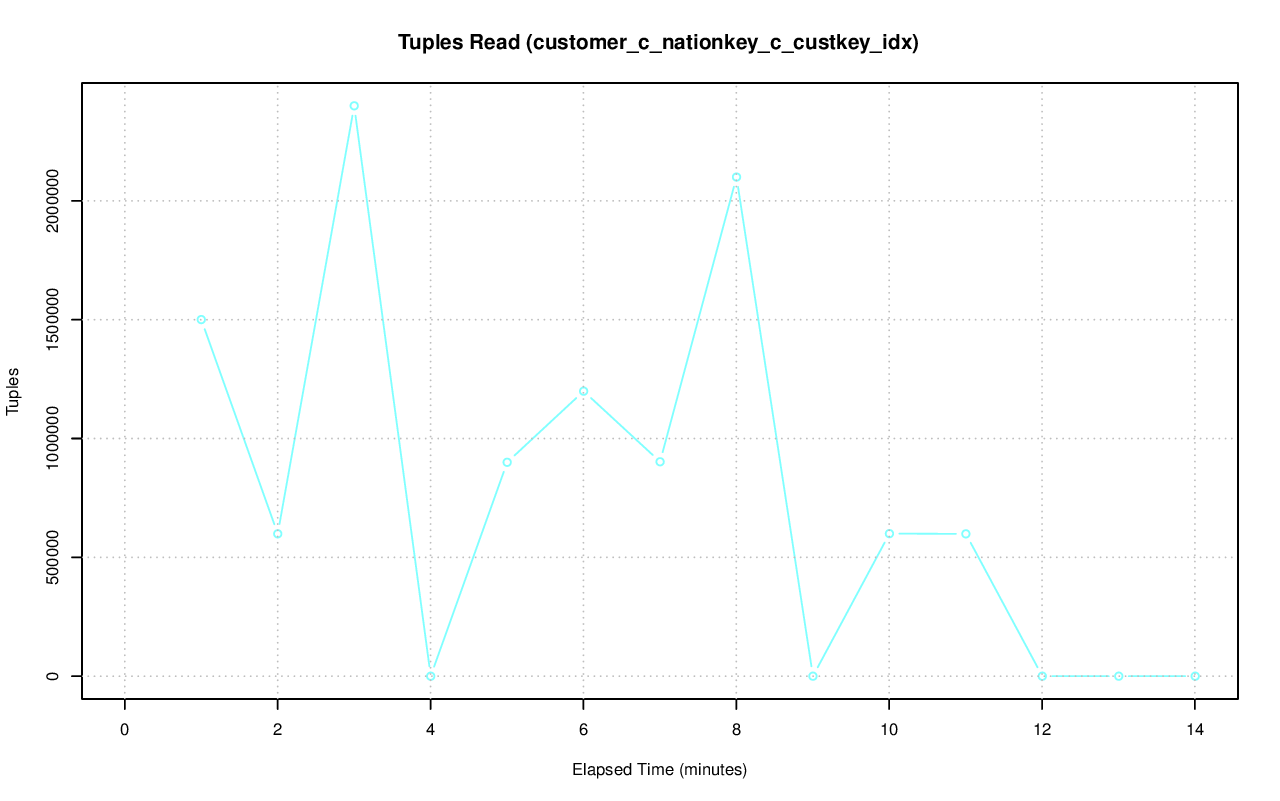 Tuples Read (customer_c_nationkey_c_custkey_idx)
Tuples
2000000
1500000
1000000
500000
0
0 2 4 6 8 10 12 14
Elapsed Time (minutes)